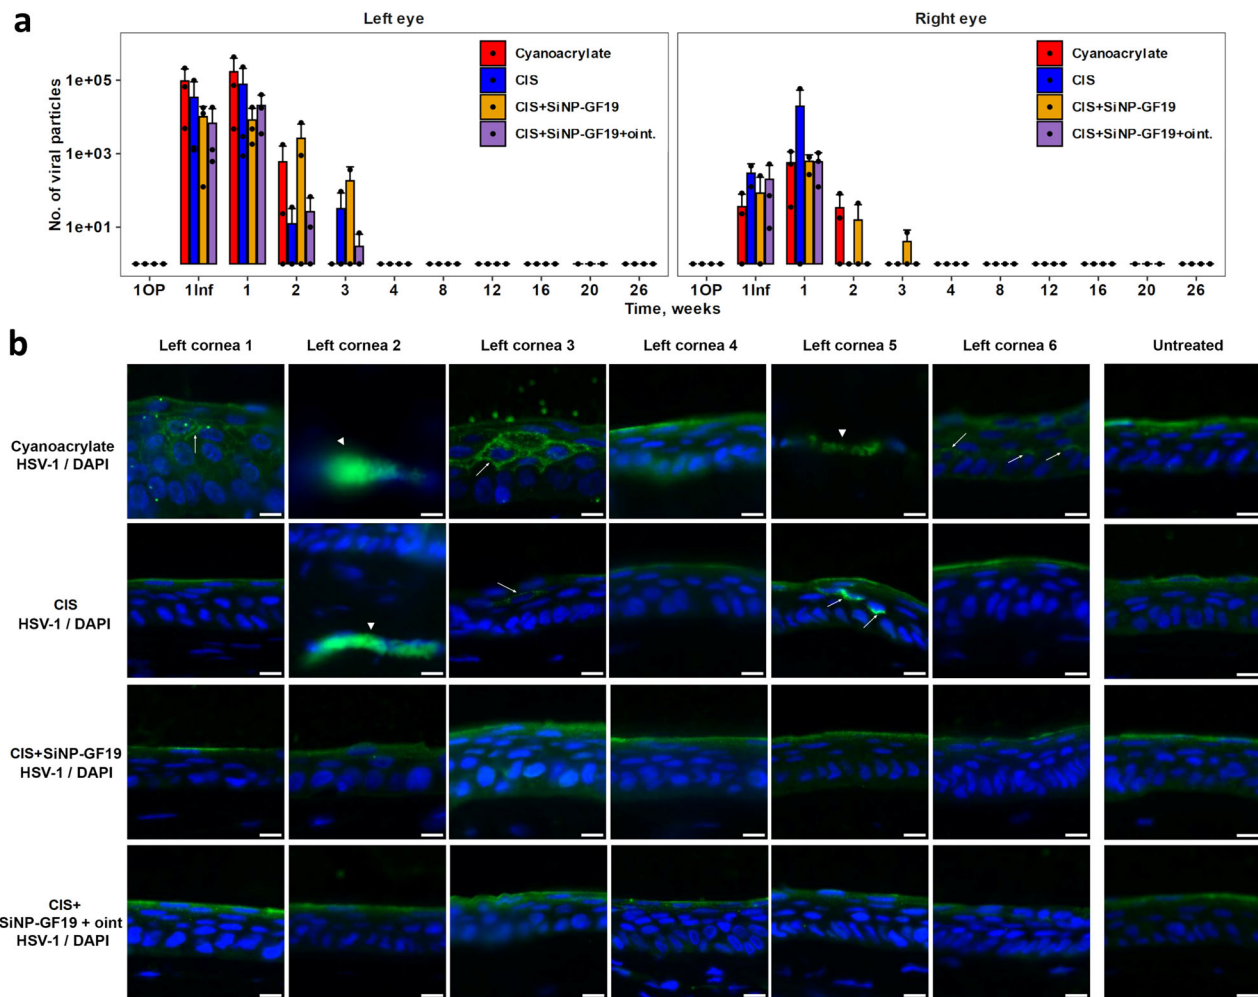 a
Left eye
Right eye
No. of viral particles
1e+05
1e+03
1e+01
Cyanoacrylate
CIS
CIS+SiNP-GF19
CIS+SiNP-GF19+oint.
Cyanoacrylate
CIS
CIS+SiNP-GF19
CIS+SiNP-GF19+oint.
1OP 1Inf 1 2 3 4 8 12 16 20 26
1OP 1Inf 1 2 3 4 8 12 16 20 26
Time, weeks
b
Left cornea 1 Left cornea 2 Left cornea 3 Left cornea 4 Left cornea 5 Left cornea 6 Untreated
Cyanoacrylate
HSV-1 / DAPI
CIS
HSV-1 / DAPI
CIS+SiNP-GF19
HSV-1 / DAPI
CIS+
SiNP-GF19 + oint
HSV-1 / DAPI